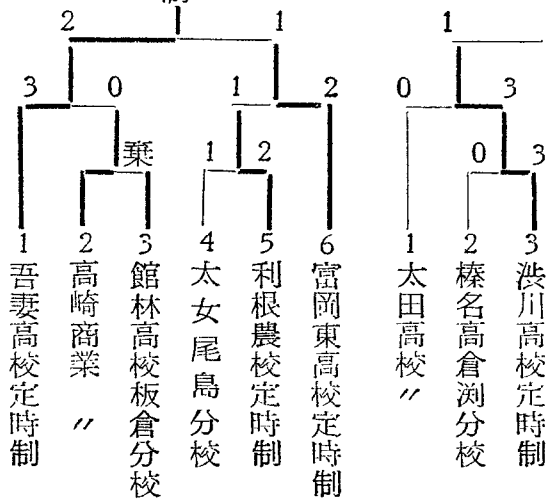 2 1 1
3 0 1 2 0 3
棄 1 2 0 3
1 2 3 4 5 6 1 2 3
吾妻高校定時制
高崎商業 〃
館林高校板倉分校
太女尾島分校
利根農校定時制
富岡東高校定時制
太田高校〃
榛名高倉渕分校
渋川高校定時制